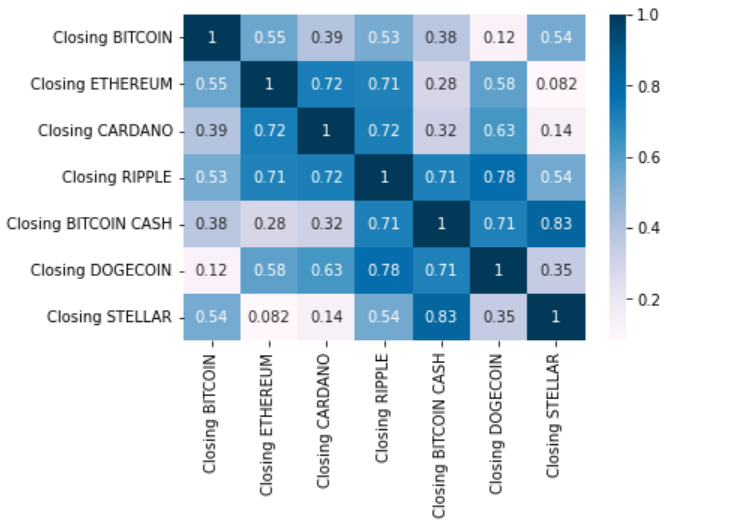 Closing BITCOIN 1 0.55 0.39 0.53 0.38 0.12 0.54
Closing ETHEREUM 0.55 1 0.72 0.71 0.28 0.58 0.082
Closing CARDANO 0.39 0.72 1 0.72 0.32 0.63 0.14
Closing RIPPLE 0.53 0.71 0.72 1 0.71 0.78 0.54
Closing BITCOIN CASH 0.38 0.28 0.32 0.71 1 0.71 0.83
Closing DOGECOIN 0.12 0.58 0.63 0.78 0.71 1 0.35
Closing STELLAR 0.54 0.082 0.14 0.54 0.83 0.35 1
Closing BITCOIN
Closing ETHEREUM
Closing CARDANO
Closing RIPPLE
Closing BITCOIN CASH
Closing DOGECOIN
Closing STELLAR
1.0
0.8
0.6
0.4
0.2